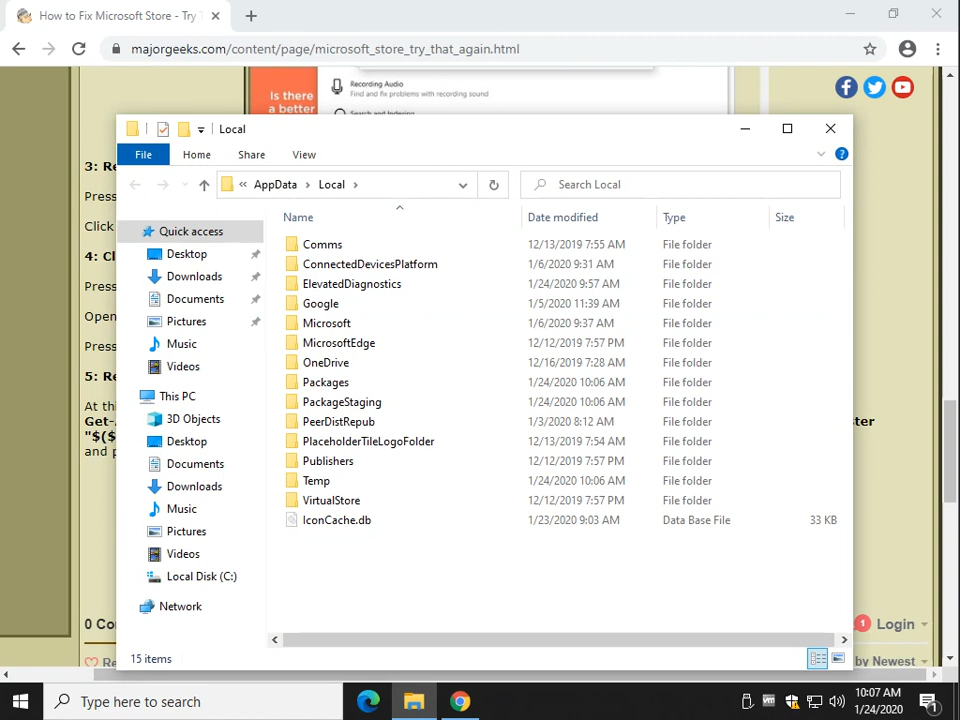 How to Fix Microsoft Store - Try T
majorgeeks.com/content/page/microsoft_store_try_that_again.html
Is there
a better
Recording Audio
Find and fix problems with recording sound
Search and Indexing
3: Re
Press
Click
4: Cl
Press
Open
Press
5: Re
At thi
Get-
"$($
and p
ster
Local
File
Home
Share
View
AppData
Local
Search Local
Name
Date modified
Type
Size
Quick access
Desktop
Downloads
Documents
Pictures
Music
Videos
This PC
3D Objects
Desktop
Documents
Downloads
Music
Pictures
Videos
Local Disk (C:)
Network
Comms 12/13/2019 7:55 AM File folder
ConnectedDevicesPlatform 1/6/2020 9:31 AM File folder
ElevatedDiagnostics 1/24/2020 9:57 AM File folder
Google 1/5/2020 11:39 AM File folder
Microsoft 1/6/2020 9:37 AM File folder
MicrosoftEdge 12/12/2019 7:57 PM File folder
OneDrive 12/16/2019 7:28 AM File folder
Packages 1/24/2020 10:06 AM File folder
PackageStaging 1/24/2020 10:06 AM File folder
PeerDistRepub 1/3/2020 8:12 AM File folder
PlaceholderTileLogoFolder 12/13/2019 7:54 AM File folder
Publishers 12/12/2019 7:57 PM File folder
Temp 1/24/2020 10:06 AM File folder
VirtualStore 12/12/2019 7:57 PM File folder
IconCache.db 1/23/2020 9:03 AM Data Base File 33 KB
15 items
0 Co
1 Login
Re
by Newest
Type here to search
10:07 AM
1/24/2020
1